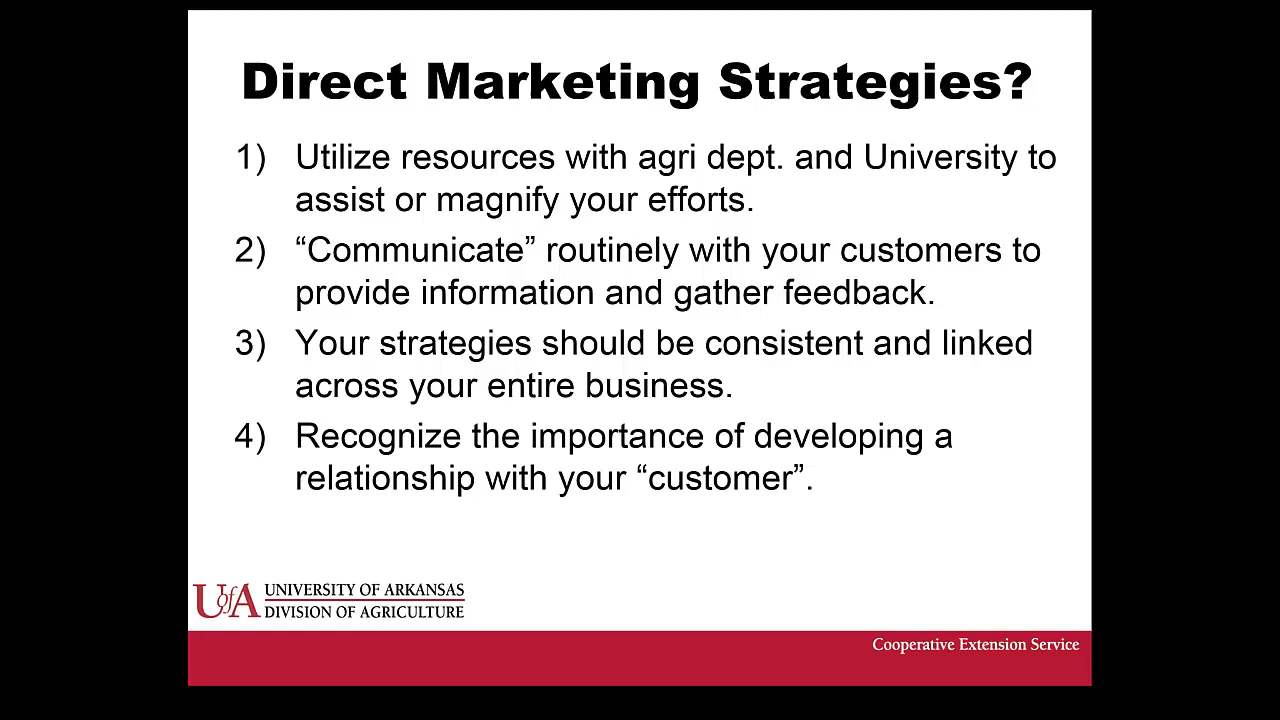 Direct Marketing Strategies?
1) Utilize resources with agri dept. and University to
assist or magnify your efforts.
2) “Communicate” routinely with your customers to
provide information and gather feedback.
3) Your strategies should be consistent and linked
across your entire business.
4) Recognize the importance of developing a
relationship with your “customer”.
UofA UNIVERSITY OF ARKANSAS
DIVISION OF AGRICULTURE
Cooperative Extension Service